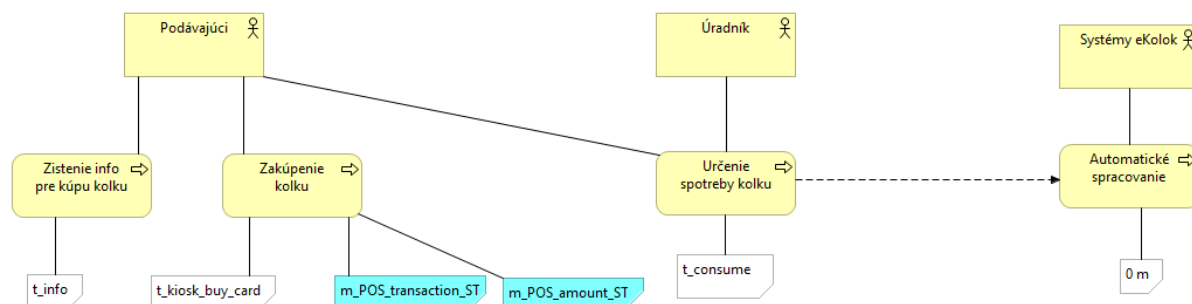 Podávajúci
Úradník
Systémy eKolok
Zistenie info
pre kúpu kolku
Zakúpenie
kolku
Určenie
spotreby kolku
Automatické
spracovanie
t_info
t_kiosk_buy_card
m_POS_transaction_ST
m_POS_amount_ST
t_consume
0 m